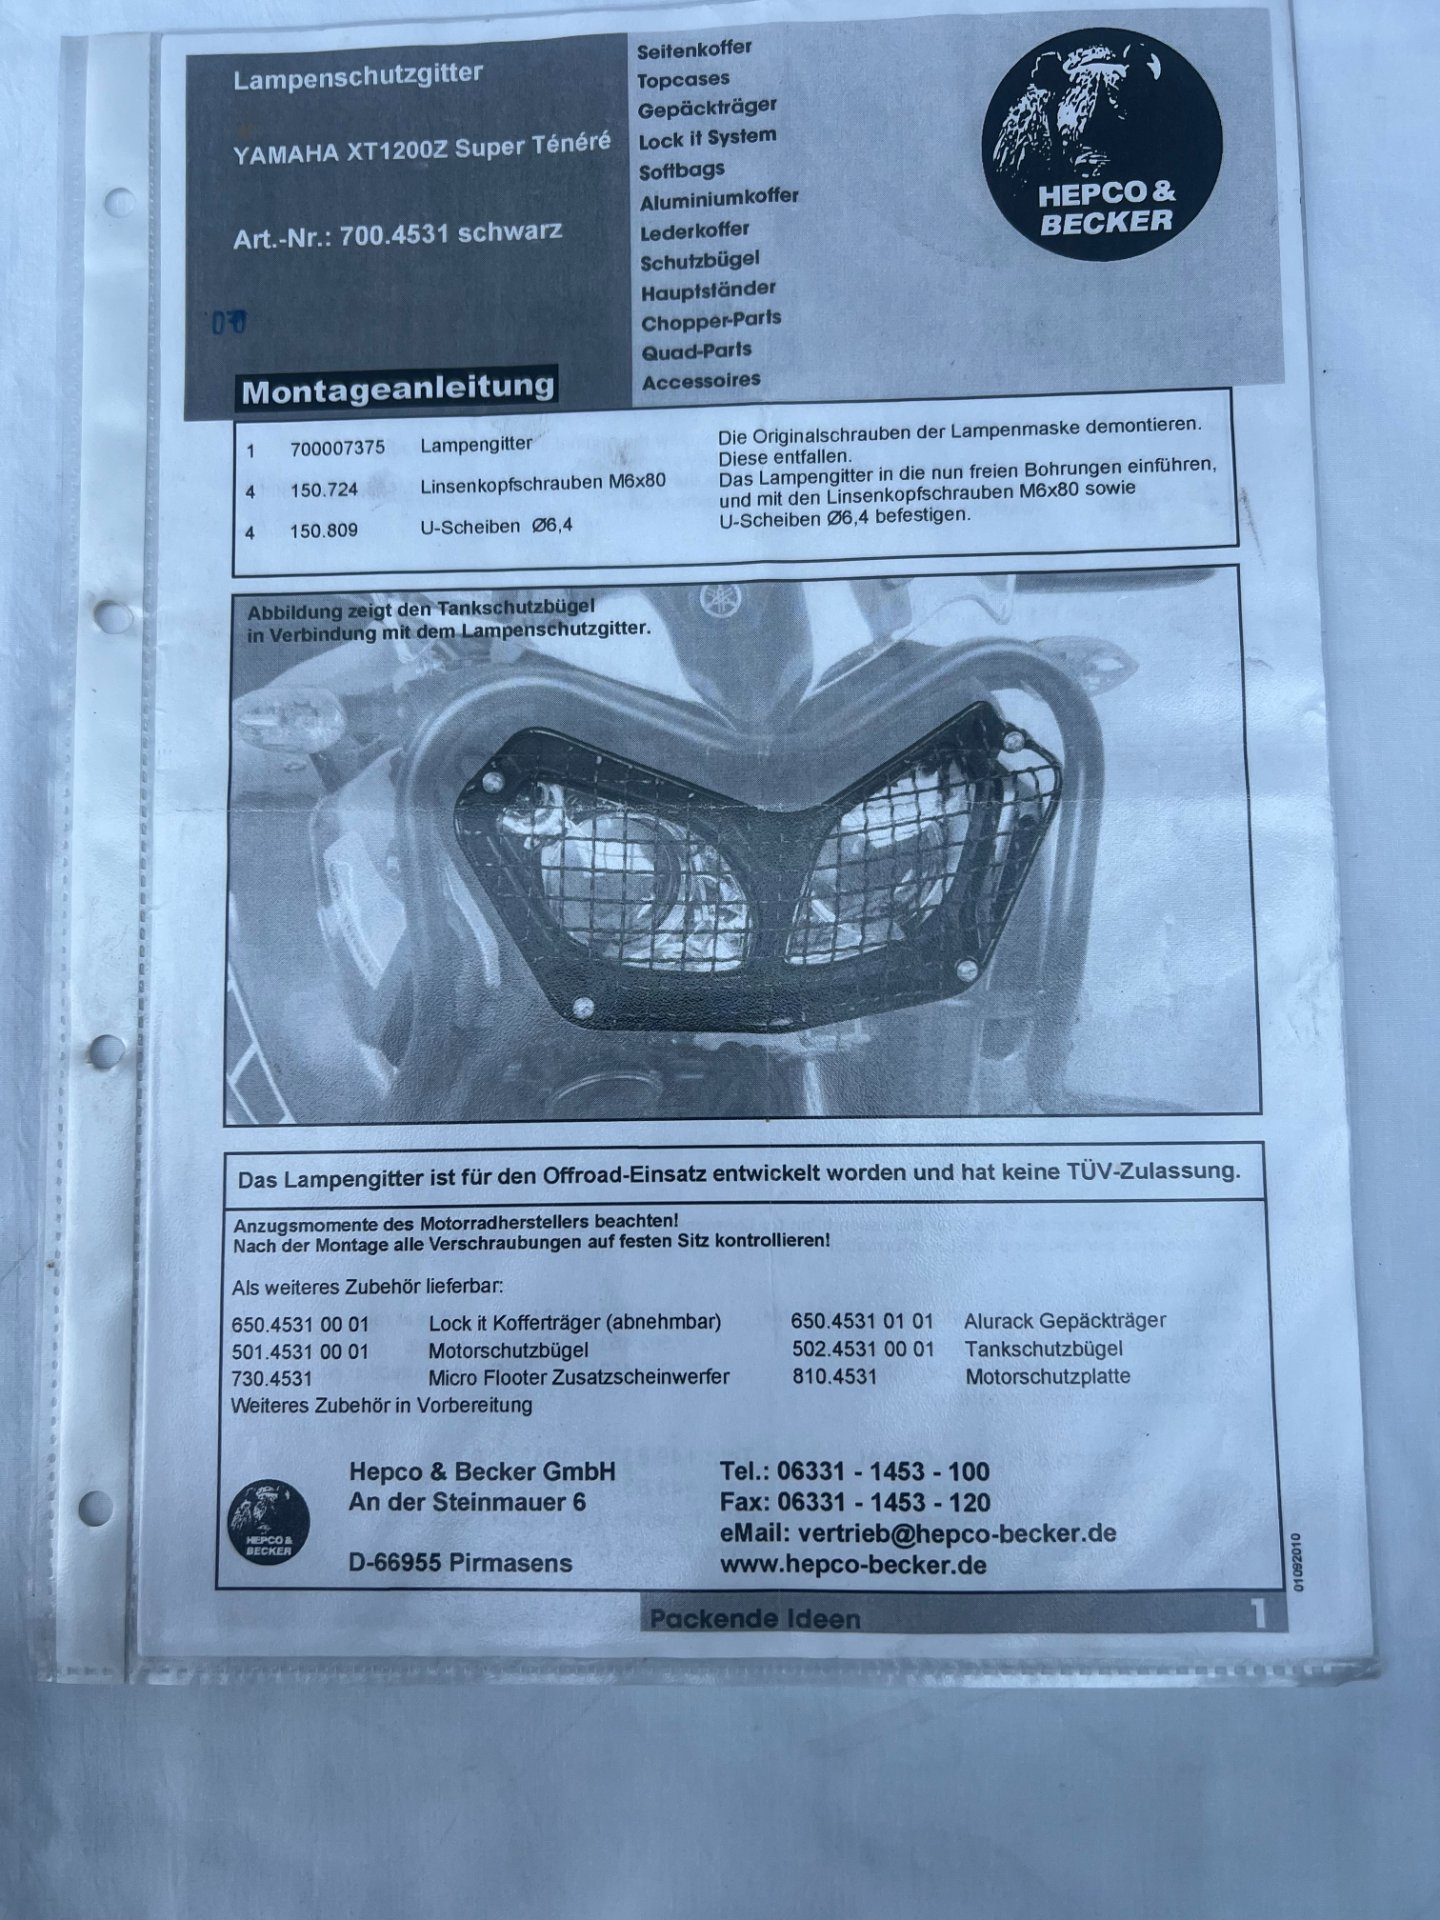 Lampenschutzgitter
YAMAHA XT1200Z Super Ténéré
Art.-Nr.: 700.4531 schwarz
Montageanleitung
Seitenkoffer
Topcases
Gepäckträger
Lock it System
Softbags
Aluminiumkoffer
Lederkoffer
Schutzbügel
Hauptständer
Chopper-Parts
Quad-Parts
Accessoires
HEPCO &
BECKER
1 700007375 Lampengitter
4 150.724 Linsenkopfschrauben M6x80
4 150.809 U-Scheiben Ø6,4
Die Originalschrauben der Lampenmaske demontieren.
Diese entfallen.
Das Lampengitter in die nun freien Bohrungen einführen,
und mit den Linsenkopfschrauben M6x80 sowie
U-Scheiben Ø6,4 befestigen.
Abbildung zeigt den Tankschutzbügel
in Verbindung mit dem Lampenschutzgitter.
Das Lampengitter ist für den Offroad-Einsatz entwickelt worden und hat keine TÜV-Zulassung.
Anzugsmomente des Motorradherstellers beachten!
Nach der Montage alle Verschraubungen auf festen Sitz kontrollieren!
Als weiteres Zubehör lieferbar:
650.4531 00 01 Lock it Kofferträger (abnehmbar) 650.4531 01 01 Alurack Gepäckträger
501.4531 00 01 Motorschutzbügel 502.4531 00 01 Tankschutzbügel
730.4531 Micro Flooter Zusatzscheinwerfer 810.4531 Motorschutzplatte
Weiteres Zubehör in Vorbereitung
HEPCO &
BECKER
Hepco & Becker GmbH
An der Steinmauer 6
D-66955 Pirmasens
Tel.: 06331 - 1453 - 100
Fax: 06331 - 1453 - 120
eMail: vertrieb@hepco-becker.de
www.hepco-becker.de
01092010
Packende Ideen
1